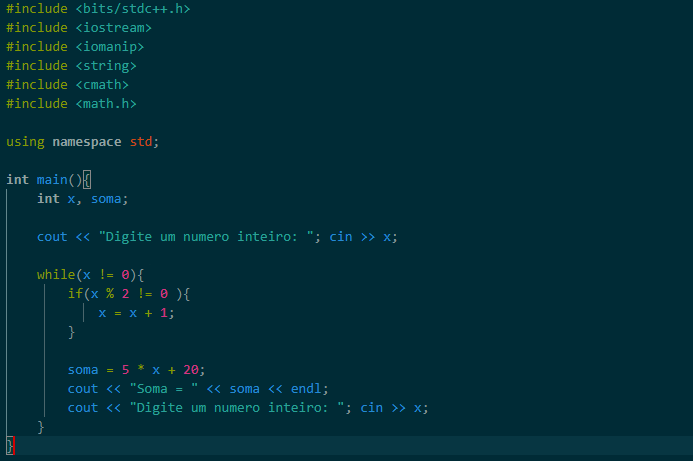 #include <bits/stdc++.h>
#include <iostream>
#include <iomanip>
#include <string>
#include <cmath>
#include <math.h>
using namespace std;
int main(){
int x, soma;
cout << "Digite um numero inteiro: "; cin >> x;
while(x != 0){
if(x % 2 != 0 ){
x = x + 1;
}
soma = 5 * x + 20;
cout << "Soma = " << soma << endl;
cout << "Digite um numero inteiro: "; cin >> x;
}
}